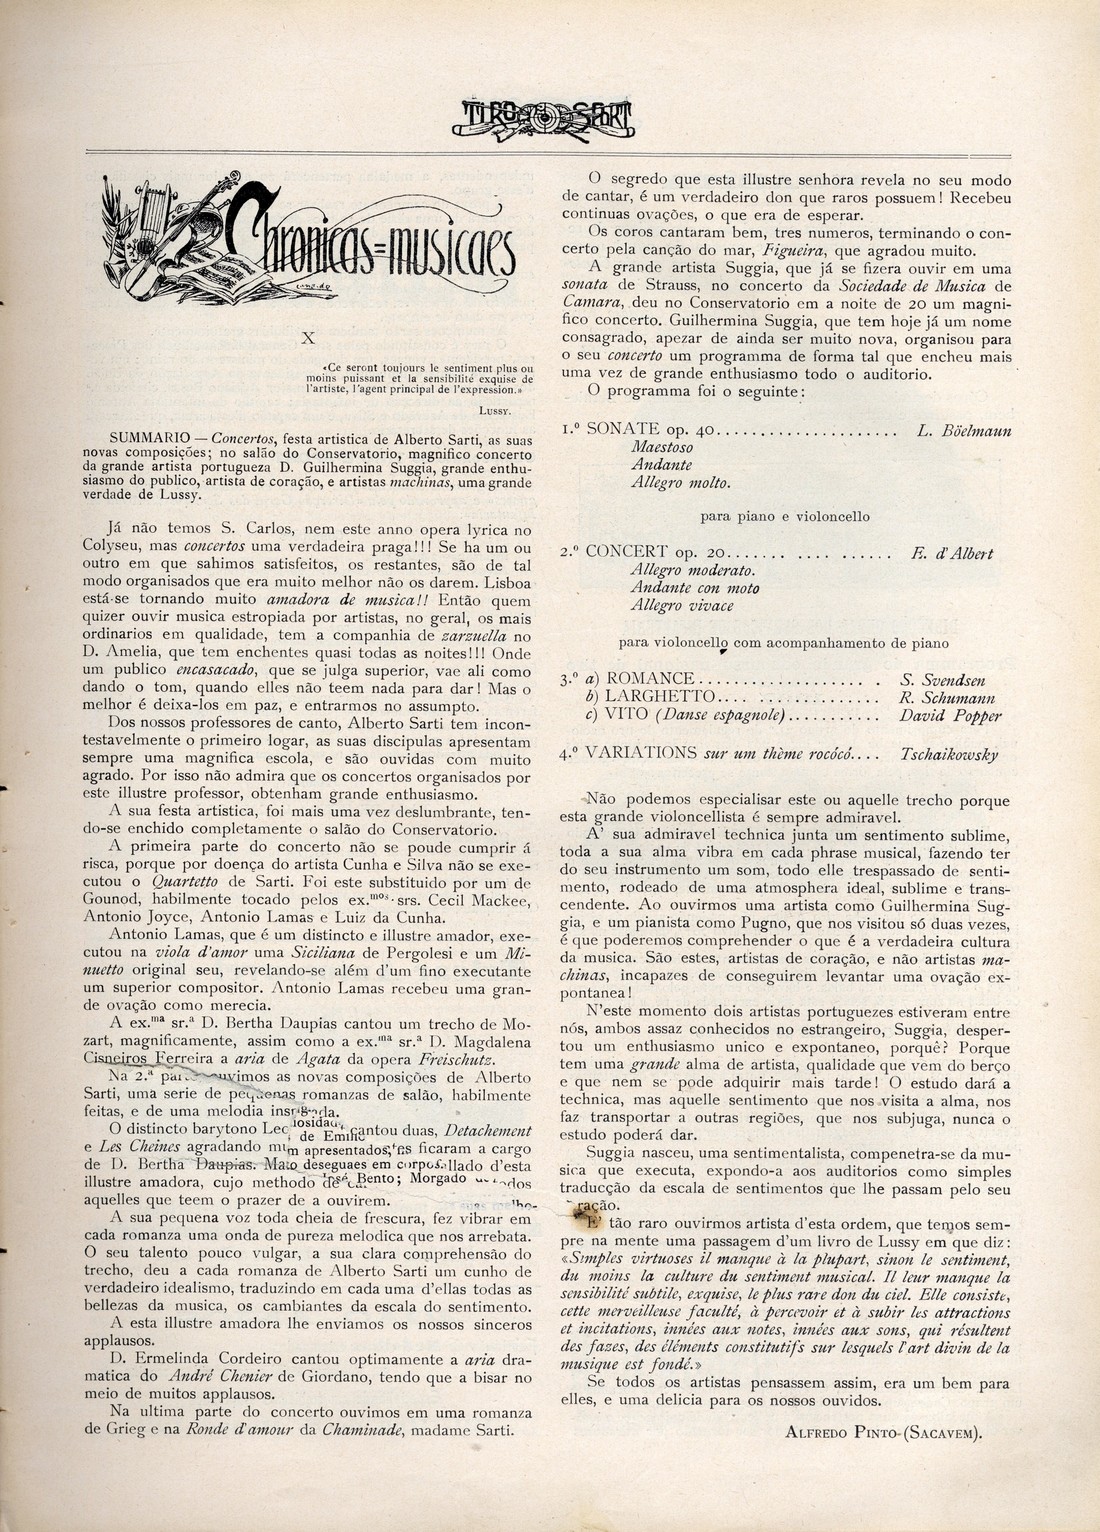 TIRO E SPORT
Chronicas=musicaes
X
«Ce seront toujours le sentiment plus ou
moins puissant et la sensibilité exquise de
l'artiste, l'agent principal de l'expression.»
LUSSY.
SUMMARIO — Concertos, festa artistica de Alberto Sarti, as suas
novas composições; no salão do Conservatorio, magnifico concerto
da grande artista portugueza D. Guilhermina Suggia, grande enthu-
siasmo do publico, artista de coração, e artistas machinas, uma grande
verdade de Lussy.
Já não temos S. Carlos, nem este anno opera lyrica no
Colyseu, mas concertos uma verdadeira praga!!! Se ha um ou
outro em que sahimos satisfeitos, os restantes, são de tal
modo organisados que era muito melhor não os darem. Lisboa
está-se tornando muito amadora de musica!! Então quem
quizer ouvir musica estropiada por artistas, no geral, os mais
ordinarios em qualidade, tem a companhia de zarzuella no
D. Amelia, que tem enchentes quasi todas as noites!!! Onde
um publico encasacado, que se julga superior, vae ali como
dando o tom, quando elles não teem nada para dar! Mas o
melhor é deixa-los em paz, e entrarmos no assumpto.
Dos nossos professores de canto, Alberto Sarti tem incon-
testavelmente o primeiro logar, as suas discipulas apresentam
sempre uma magnifica escola, e são ouvidas com muito
agrado. Por isso não admira que os concertos organisados por
este illustre professor, obtenham grande enthusiasmo.
A sua festa artistica, foi mais uma vez deslumbrante, ten-
do-se enchido completamente o salão do Conservatorio.
A primeira parte do concerto não se poude cumprir á
risca, porque por doença do artista Cunha e Silva não se exe-
cutou o Quartetto de Sarti. Foi este substituido por um de
Gounod, habilmente tocado pelos ex.mos srs. Cecil Mackee,
Antonio Joyce, Antonio Lamas e Luiz da Cunha.
Antonio Lamas, que é um distincto e illustre amador, exe-
cutou na viola d'amor uma Siciliana de Pergolesi e um Mi-
nuetto original seu, revelando-se além d'um fino executante
um superior compositor. Antonio Lamas recebeu uma gran-
de ovação como merecia.
A ex.ma sr.a D. Bertha Daupias cantou um trecho de Mo-
zart, magnificamente, assim como a ex.ma sr.a D. Magdalena
Cisneiros Ferreira a aria de Agata da opera Freischutz.
Na 2.a ouvimos as novas composições de Alberto
Sarti, uma serie de pequenas romanzas de salão, habilmente
feitas, e de uma melodia
O distincto barytono cantou duas, Detachement
e Les Cheines agradando m apresentados, ficaram a cargo
de D. Bertha Daupias. deseguaes em d'esta
illustre amadora, cujo methodo Bento; Morgado
aquelles que teem o prazer de a ouvirem.
A sua pequena voz toda cheia de frescura, fez vibrar em
cada romanza uma onda de pureza melodica que nos arrebata.
O seu talento pouco vulgar, a sua clara comprehensão do
trecho, deu a cada romanza de Alberto Sarti um cunho de
verdadeiro idealismo, traduzindo em cada uma d'ellas todas as
bellezas da musica, os cambiantes da escala do sentimento.
A esta illustre amadora lhe enviamos os nossos sinceros
applausos.
D. Ermelinda Cordeiro cantou optimamente a aria dra-
matica do André Chenier de Giordano, tendo que a bisar no
meio de muitos applausos.
Na ultima parte do concerto ouvimos em uma romanza
de Grieg e na Ronde d'amour da Chaminade, madame Sarti.
O segredo que esta illustre senhora revela no seu modo
de cantar, é um verdadeiro don que raros possuem! Recebeu
continuas ovações, o que era de esperar.
Os coros cantaram bem, tres numeros, terminando o con-
certo pela canção do mar, Figueira, que agradou muito.
A grande artista Suggia, que já se fizera ouvir em uma
sonata de Strauss, no concerto da Sociedade de Musica de
Camara, deu no Conservatorio em a noite de 20 um magni-
fico concerto. Guilhermina Suggia, que tem hoje já um nome
consagrado, apezar de ainda ser muito nova, organisou para
o seu concerto um programma de forma tal que encheu mais
uma vez de grande enthusiasmo todo o auditorio.
O programma foi o seguinte:
1.º SONATE op. 40..................... L. Böelmaun
Maestoso
Andante
Allegro molto.
para piano e violoncello
2.º CONCERT op. 20....... .... ...... E. d'Albert
Allegro moderato.
Andante con moto
Allegro vivace
para violoncello com acompanhamento de piano
3.º a) ROMANCE.................. . S. Svendsen
b) LARGHETTO.... ............. R. Schumann
c) VITO (Danse espagnole)........... David Popper
4.º VARIATIONS sur um thème rococó.... Tschaikowsky
Não podemos especialisar este ou aquelle trecho porque
esta grande violoncellista é sempre admiravel.
A' sua admiravel technica junta um sentimento sublime,
toda a sua alma vibra em cada phrase musical, fazendo ter
do seu instrumento um som, todo elle trespassado de senti-
mento, rodeado de uma atmosphera ideal, sublime e trans-
cendente. Ao ouvirmos uma artista como Guilhermina Sug-
gia, e um pianista como Pugno, que nos visitou só duas vezes,
é que poderemos comprehender o que é a verdadeira cultura
da musica. São estes, artistas de coração, e não artistas ma-
chinas, incapazes de conseguirem levantar uma ovação ex-
pontanea!
N'este momento dois artistas portuguezes estiveram entre
nós, ambos assaz conhecidos no estrangeiro, Suggia, desper-
tou um enthusiasmo unico e expontaneo, porquê? Porque
tem uma grande alma de artista, qualidade que vem do berço
e que nem se pode adquirir mais tarde! O estudo dará a
technica, mas aquelle sentimento que nos visita a alma, nos
faz transportar a outras regiões, que nos subjuga, nunca o
estudo poderá dar.
Suggia nasceu, uma sentimentalista, compenetra-se da mu-
sica que executa, expondo-a aos auditorios como simples
traducção da escala de sentimentos que lhe passam pelo seu
ração.
E' tão raro ouvirmos artista d'esta ordem, que temos sem-
pre na mente uma passagem d'um livro de Lussy em que diz:
«Simples virtuoses il manque à la plupart, sinon le sentiment,
du moins la culture du sentiment musical. Il leur manque la
sensibilité subtile, exquise, le plus rare don du ciel. Elle consiste,
cette merveilleuse faculté, à percevoir et à subir les attractions
et incitations, innées aux notes, innées aux sons, qui résultent
des fazes, des éléments constitutifs sur lesquels l'art divin de la
musique est fondé.»
Se todos os artistas pensassem assim, era um bem para
elles, e uma delicia para os nossos ouvidos.
ALFREDO PINTO (SACAVEM).